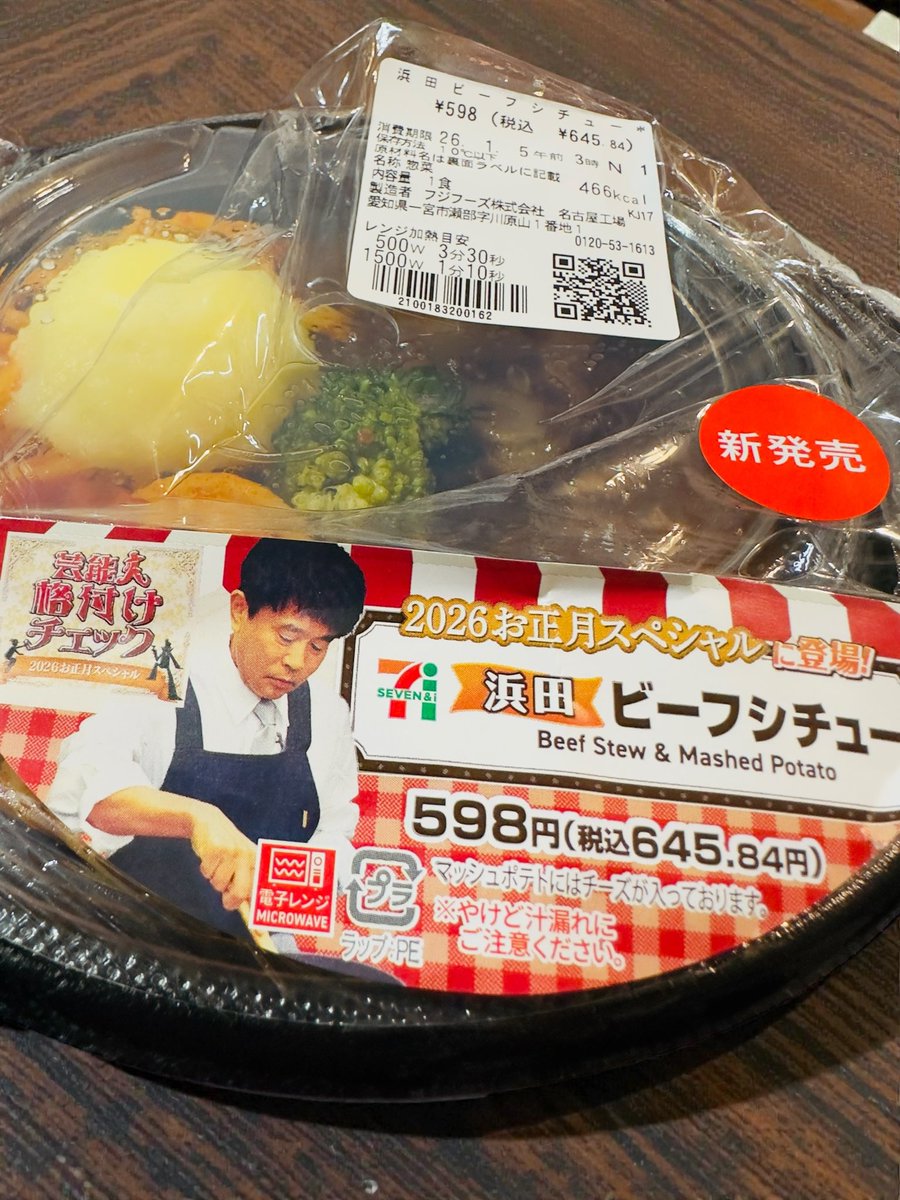 浜田ビーフシチュー *
¥598 (税込 ¥645.84)
消費期限 26. 1. 5 午前 3時 N 1
保存方法 10℃以下
原材料名は裏面ラベルに記載
名称 惣菜 466kcal
内容量 1食
製造者 フジフーズ株式会社 名古屋工場 KJ17
愛知県一宮市瀬部字川原山1番地1
0120-53-1613
レンジ加熱目安
500W 3分30秒
1500W 1分10秒
2100183200162
新発売
芸能人
格付け
チェック
2026お正月スペシャル
2026お正月スペシャルに登場!
SEVEN&i
浜田 ビーフシチュー
Beef Stew & Mashed Potato
598円(税込645.84円)
電子レンジ
MICROWAVE
プラ
ラップ:PE
マッシュポテトにはチーズが入っております。
※やけど汁漏れに
ご注意ください。